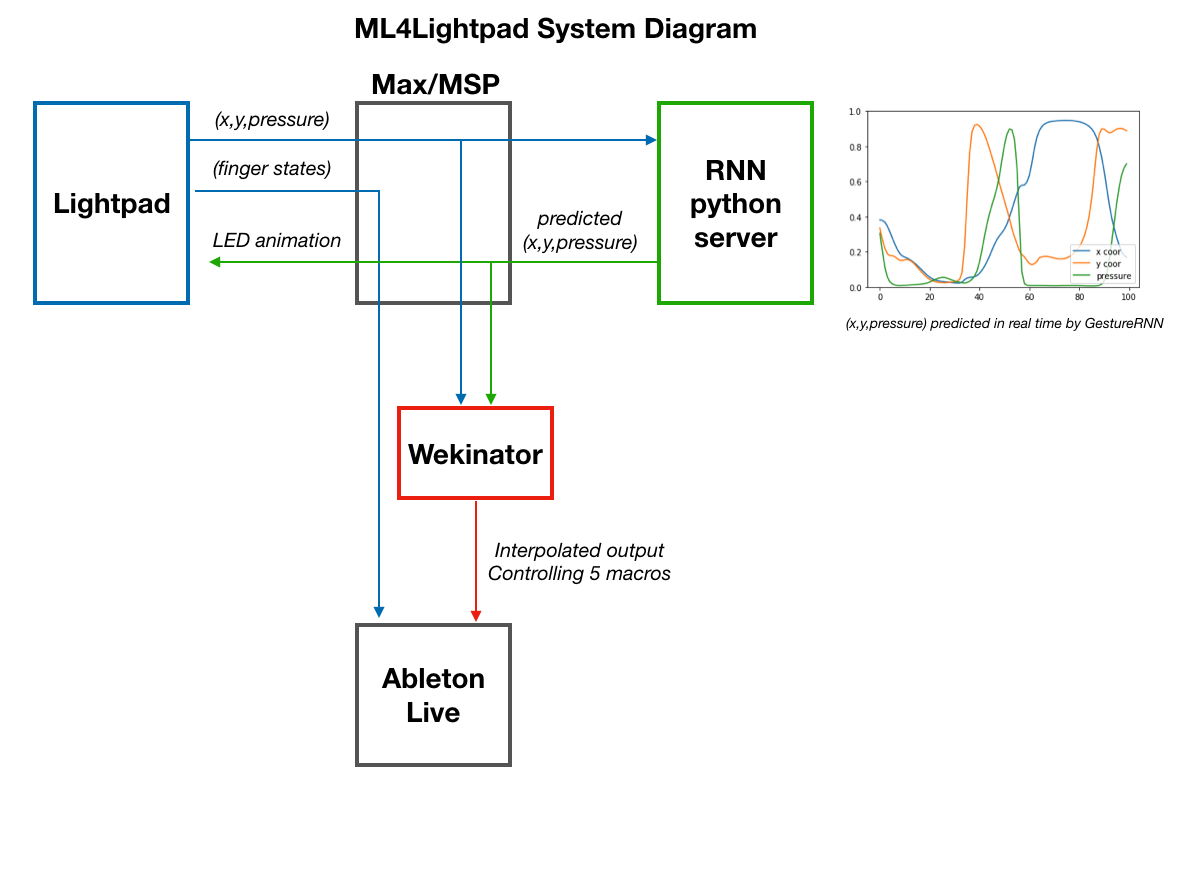 ML4Lightpad System Diagram
Max/MSP
Lightpad
(x,y,pressure)
(finger states)
LED animation
predicted
(x,y,pressure)
RNN
python
server
1.0
0.8
0.6
0.4
0.2
0.0
0
20
40
60
80
100
x coor
y coor
pressure
(x,y,pressure) predicted in real time by GestureRNN
Wekinator
Interpolated output
Controlling 5 macros
Ableton
Live